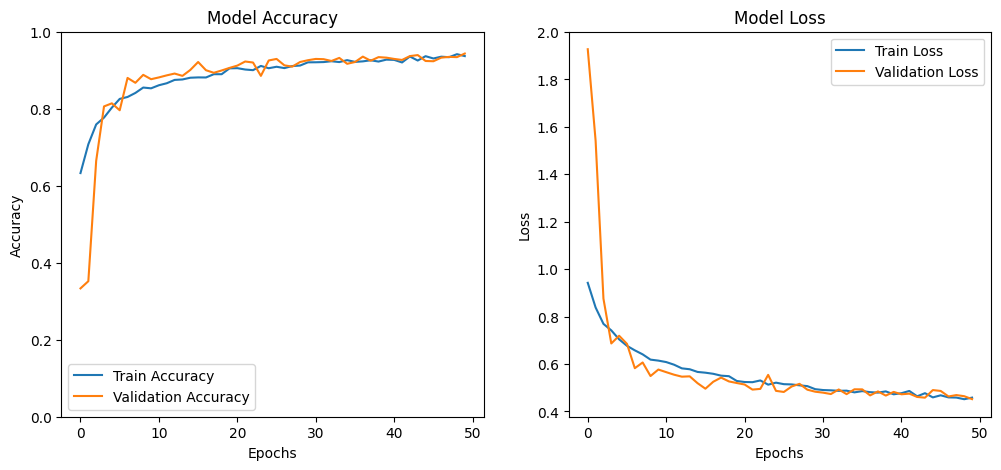 Model Accuracy
1.0
0.8
0.6
0.4
0.2
0.0
Accuracy
Train Accuracy
Validation Accuracy
0
10
20
30
40
50
Epochs
Model Loss
2.0
1.8
1.6
1.4
1.2
1.0
0.8
0.6
0.4
Loss
Train Loss
Validation Loss
0
10
20
30
40
50
Epochs